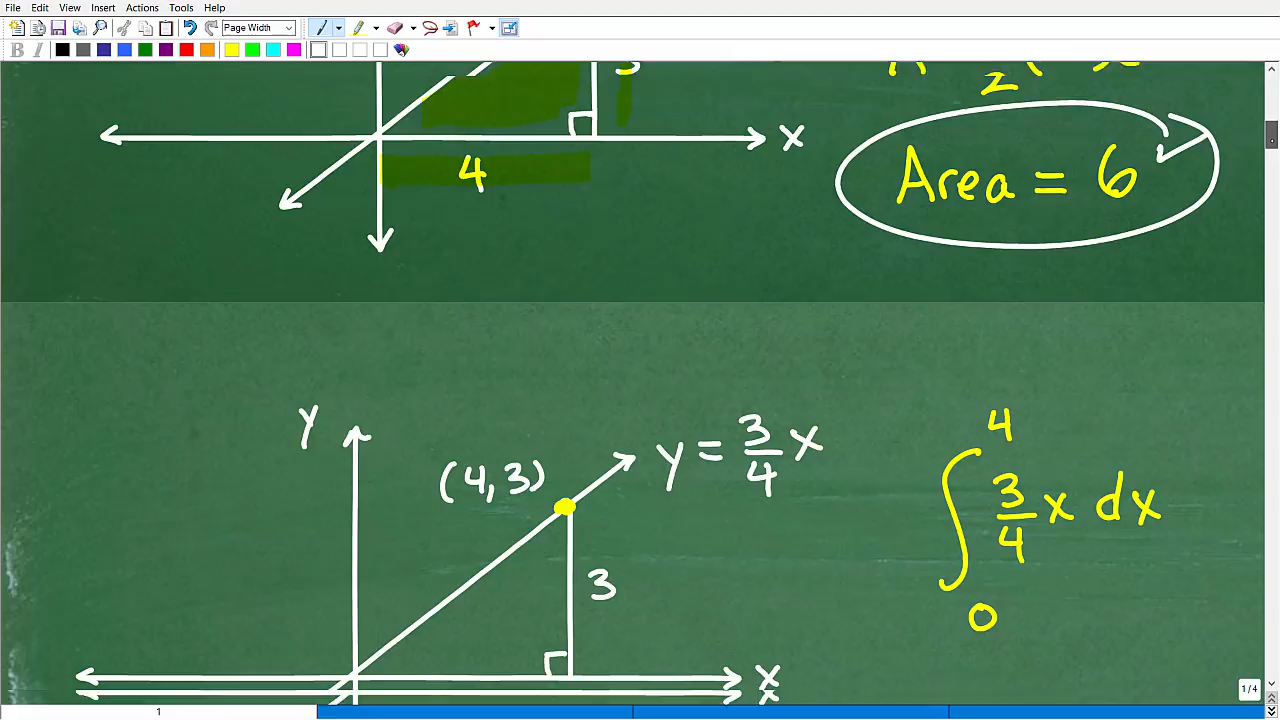 File Edit View Insert Actions Tools Help
Page Width
B I
x
4
2
Area = 6
y
(4,3)
y = 3/4 x
3
∫ 4 0 3/4 x dx
x
x
1/4
1